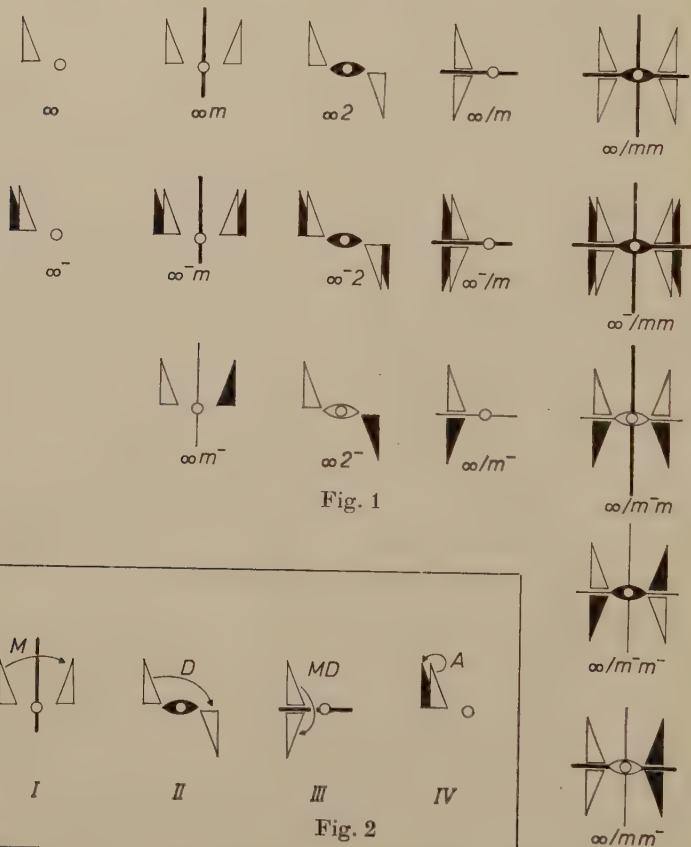 ∞ ∞m ∞2 ∞/m ∞/mm
∞⁻ ∞⁻m ∞⁻2 ∞⁻/m ∞⁻/mm
∞m⁻ ∞2⁻ ∞/m⁻ ∞/m⁻m
Fig. 1
∞/m⁻m⁻
M D MD A
I II III IV
Fig. 2
∞/mm⁻